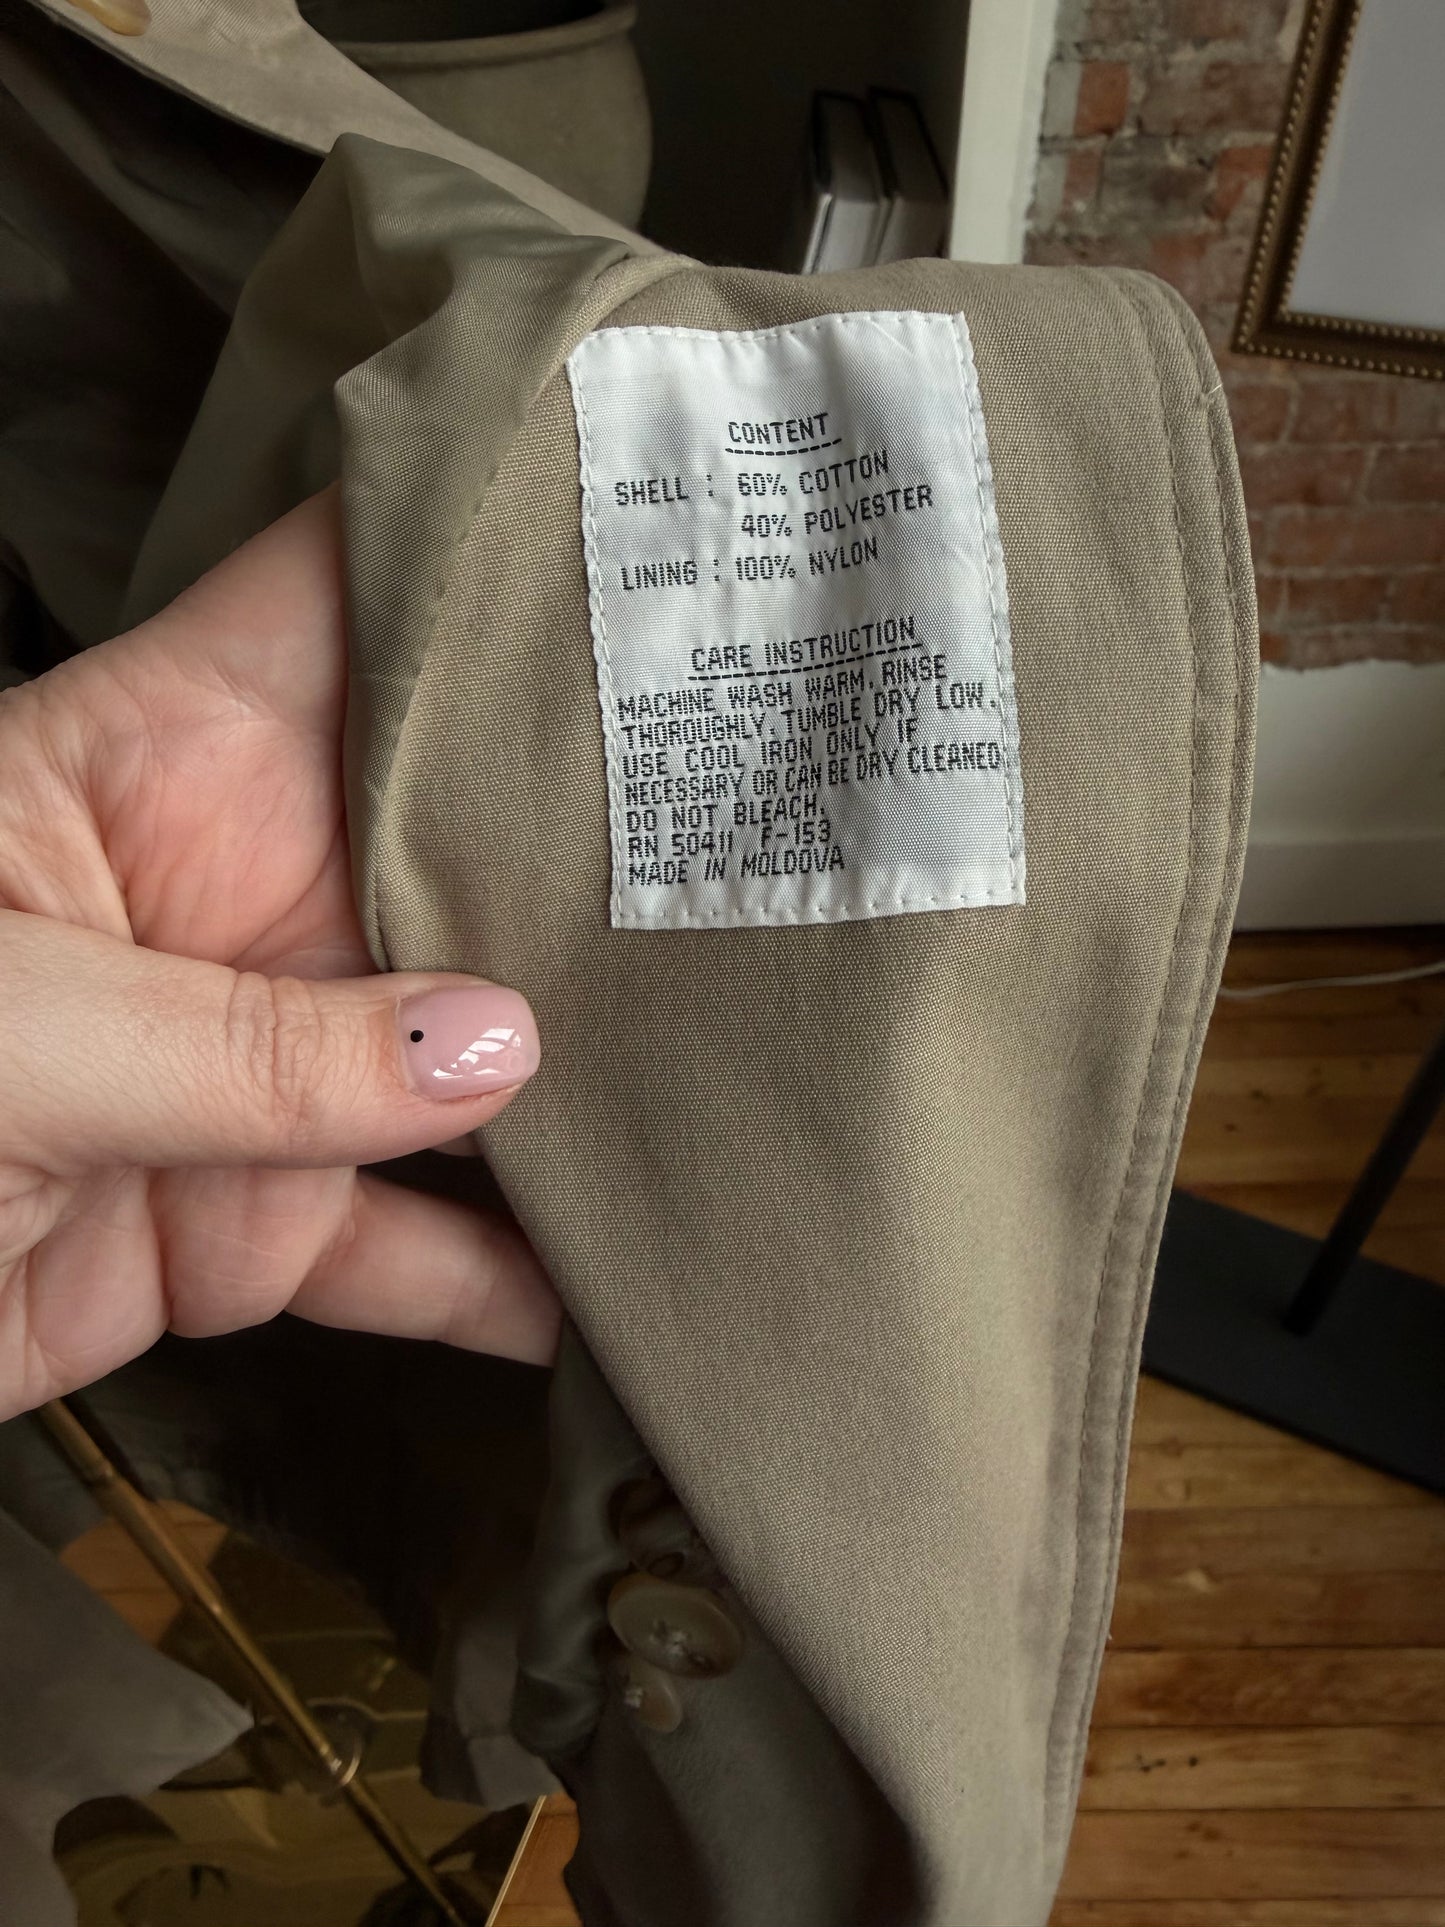 CONTENT
SHELL : 60% COTTON
40% POLYESTER
LINING : 100% NYLON
CARE INSTRUCTION
MACHINE WASH WARM, RINSE
THOROUGHLY, TUMBLE DRY LOW.
USE COOL IRON ONLY IF
NECESSARY OR CAN BE DRY CLEANED
DO NOT BLEACH.
RN 50411 F-153
MADE IN MOLDOVA